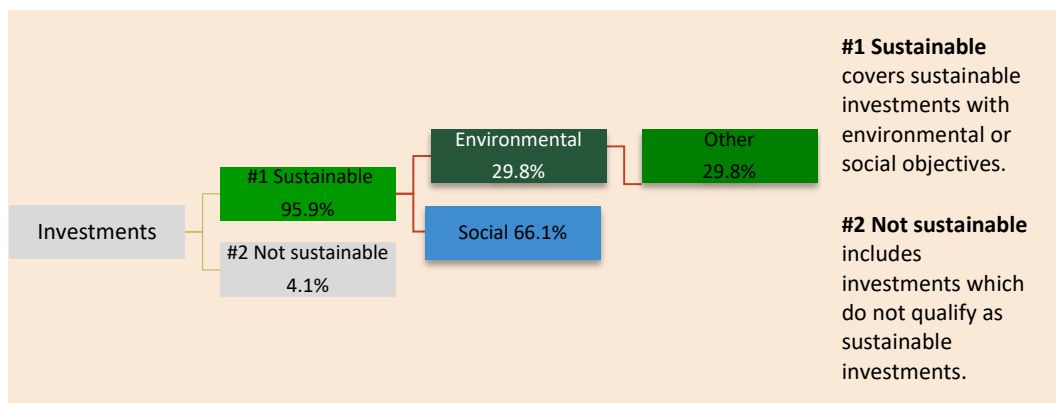 Investments
#1 Sustainable
95.9%
#2 Not sustainable
4.1%
Environmental
29.8%
Social 66.1%
Other
29.8%
#1 Sustainable
covers sustainable
investments with
environmental or
social objectives.
#2 Not sustainable
includes
investments which
do not qualify as
sustainable
investments.